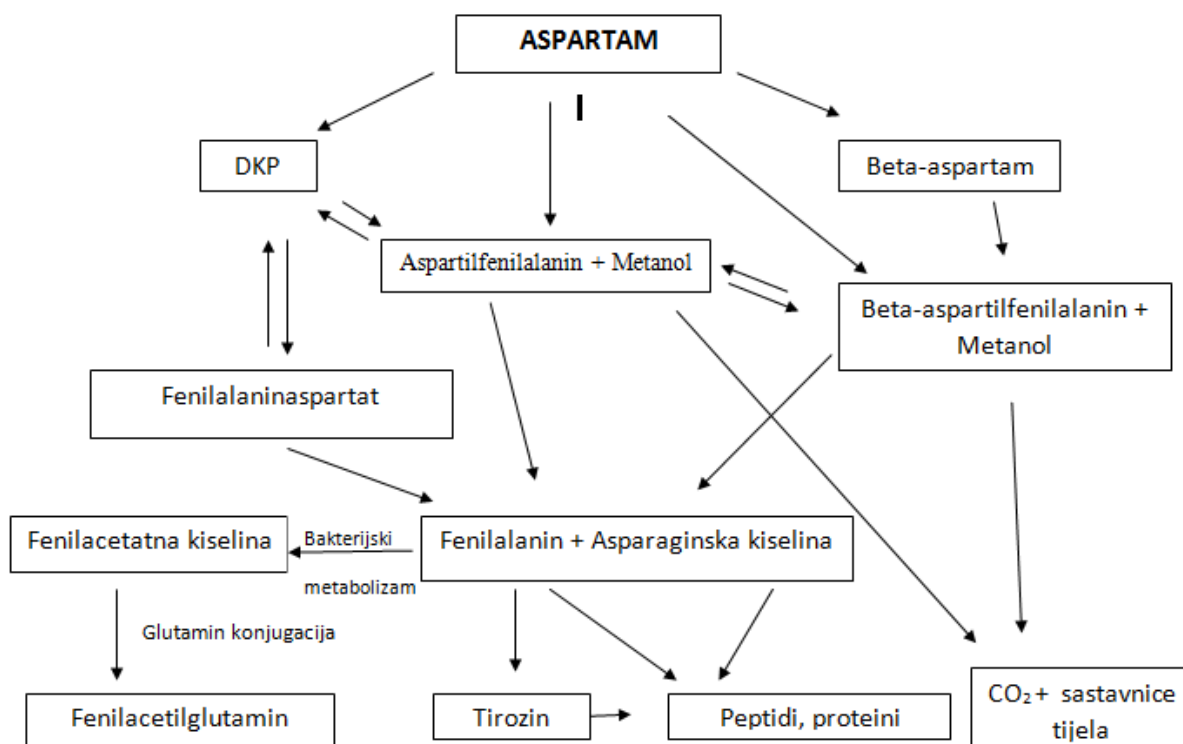 ASPARTAM
DKP
Beta-aspartam
Aspartilfenilalanin + Metanol
Beta-aspartilfenilalanin +
Metanol
Fenilalaninaspartat
Fenilacetatna kiselina
Bakterijski
metabolizam
Fenilalanin + Asparaginska kiselina
Glutamin konjugacija
Fenilacetilglutamin
Tirozin
Peptidi, proteini
CO₂ + sastavnice
tijela